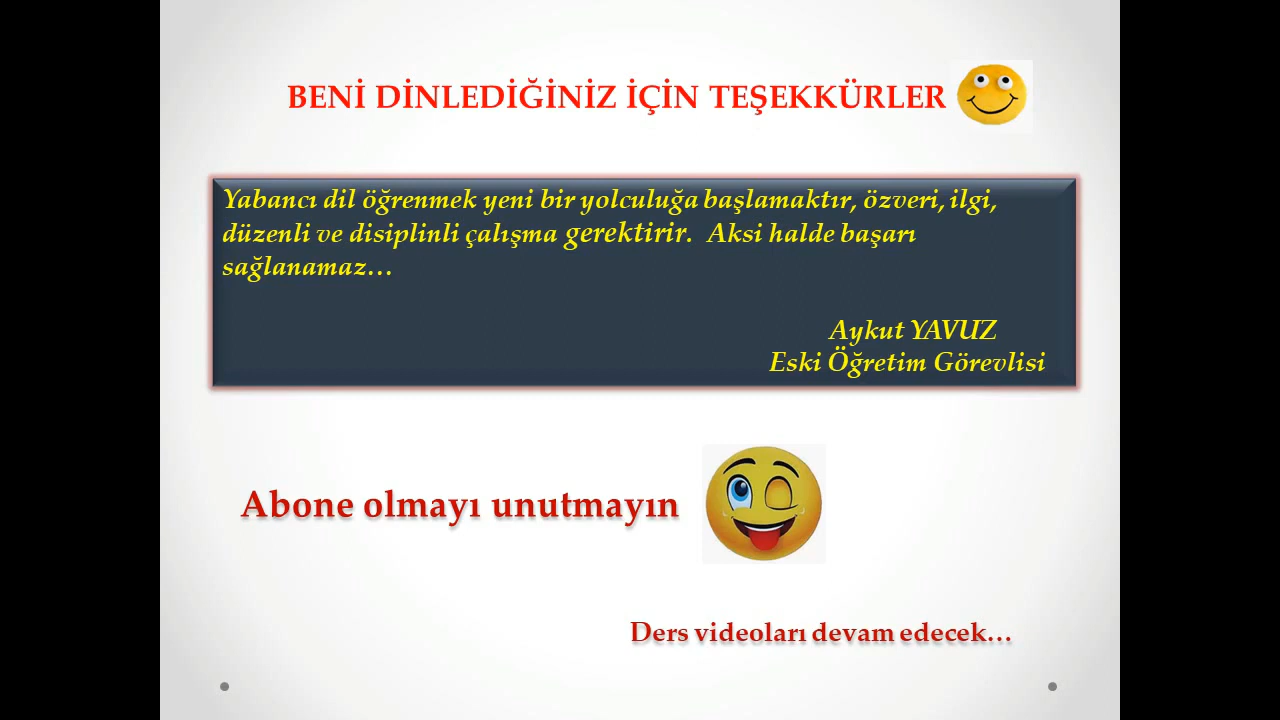 BENİ DİNLEDİĞİNİZ İÇİN TEŞEKKÜRLER
Yabancı dil öğrenmek yeni bir yolculuğa başlamaktır, özveri, ilgi,
düzenli ve disiplinli çalışma gerektirir. Aksi halde başarı
sağlanamaz…
Aykut YAVUZ
Eski Öğretim Görevlisi
Abone olmayı unutmayın
Ders videoları devam edecek…